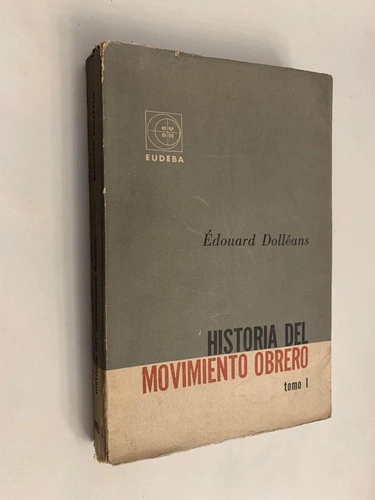 EUDEBA
Édouard Dolléans
HISTORIA DEL
MOVIMIENTO OBRERO
tomo I